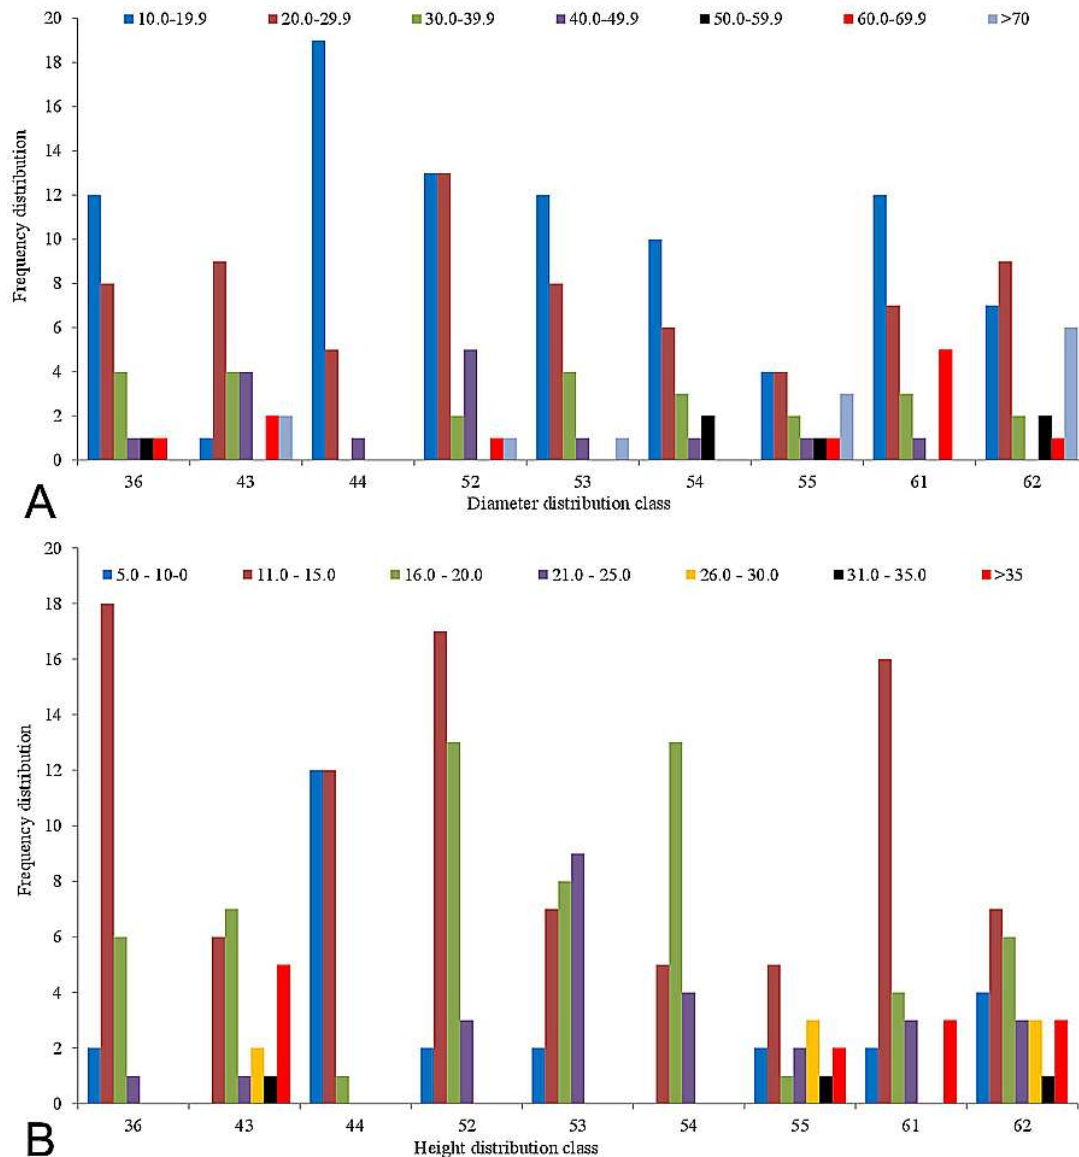 20
10.0-19.9 20.0-29.9 30.0-39.9 40.0-49.9 50.0-59.9 60.0-69.9 >70
18
16
14
12
10
8
6
4
2
0
Frequency distribution
36 43 44 52 53 54 55 61 62
Diameter distribution class
A
20
5.0 - 10-0 11.0 - 15.0 16.0 - 20.0 21.0 - 25.0 26.0 - 30.0 31.0 - 35.0 >35
18
16
14
12
10
8
6
4
2
0
Frequency distribution
36 43 44 52 53 54 55 61 62
Height distribution class
B